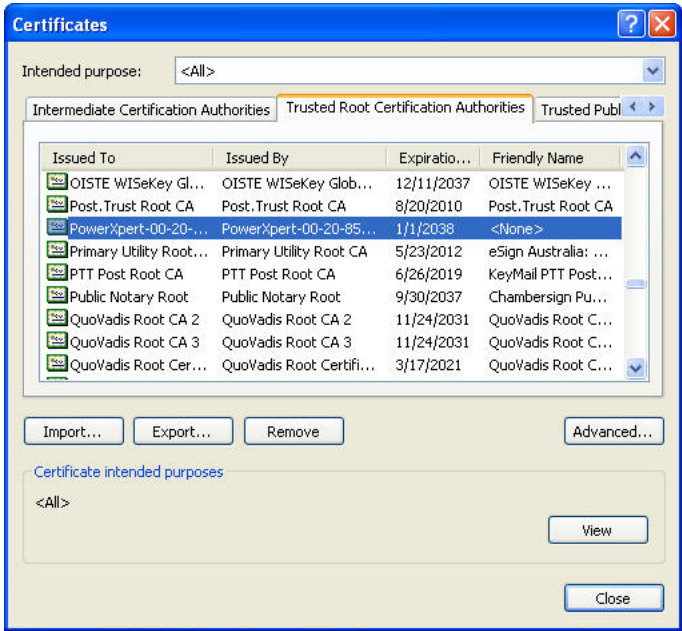 Certificates
Intended purpose: <All>
Intermediate Certification Authorities Trusted Root Certification Authorities Trusted Publ
Issued To Issued By Expiratio... Friendly Name
OISTE WISeKey Gl... OISTE WISeKey Glob... 12/11/2037 OISTE WISeKey ...
Post.Trust Root CA Post.Trust Root CA 8/20/2010 Post.Trust Root CA
PowerXpert-00-20-... PowerXpert-00-20-85... 1/1/2038 <None>
Primary Utility Root... Primary Utility Root CA 5/23/2012 eSign Australia: ...
PTT Post Root CA PTT Post Root CA 6/26/2019 KeyMail PTT Post...
Public Notary Root Public Notary Root 9/30/2037 Chambersign Pu...
QuoVadis Root CA 2 QuoVadis Root CA 2 11/24/2031 QuoVadis Root C...
QuoVadis Root CA 3 QuoVadis Root CA 3 11/24/2031 QuoVadis Root C...
QuoVadis Root Cer... QuoVadis Root Certifi... 3/17/2021 QuoVadis Root C...
Import... Export... Remove Advanced...
Certificate intended purposes
<All>
View
Close